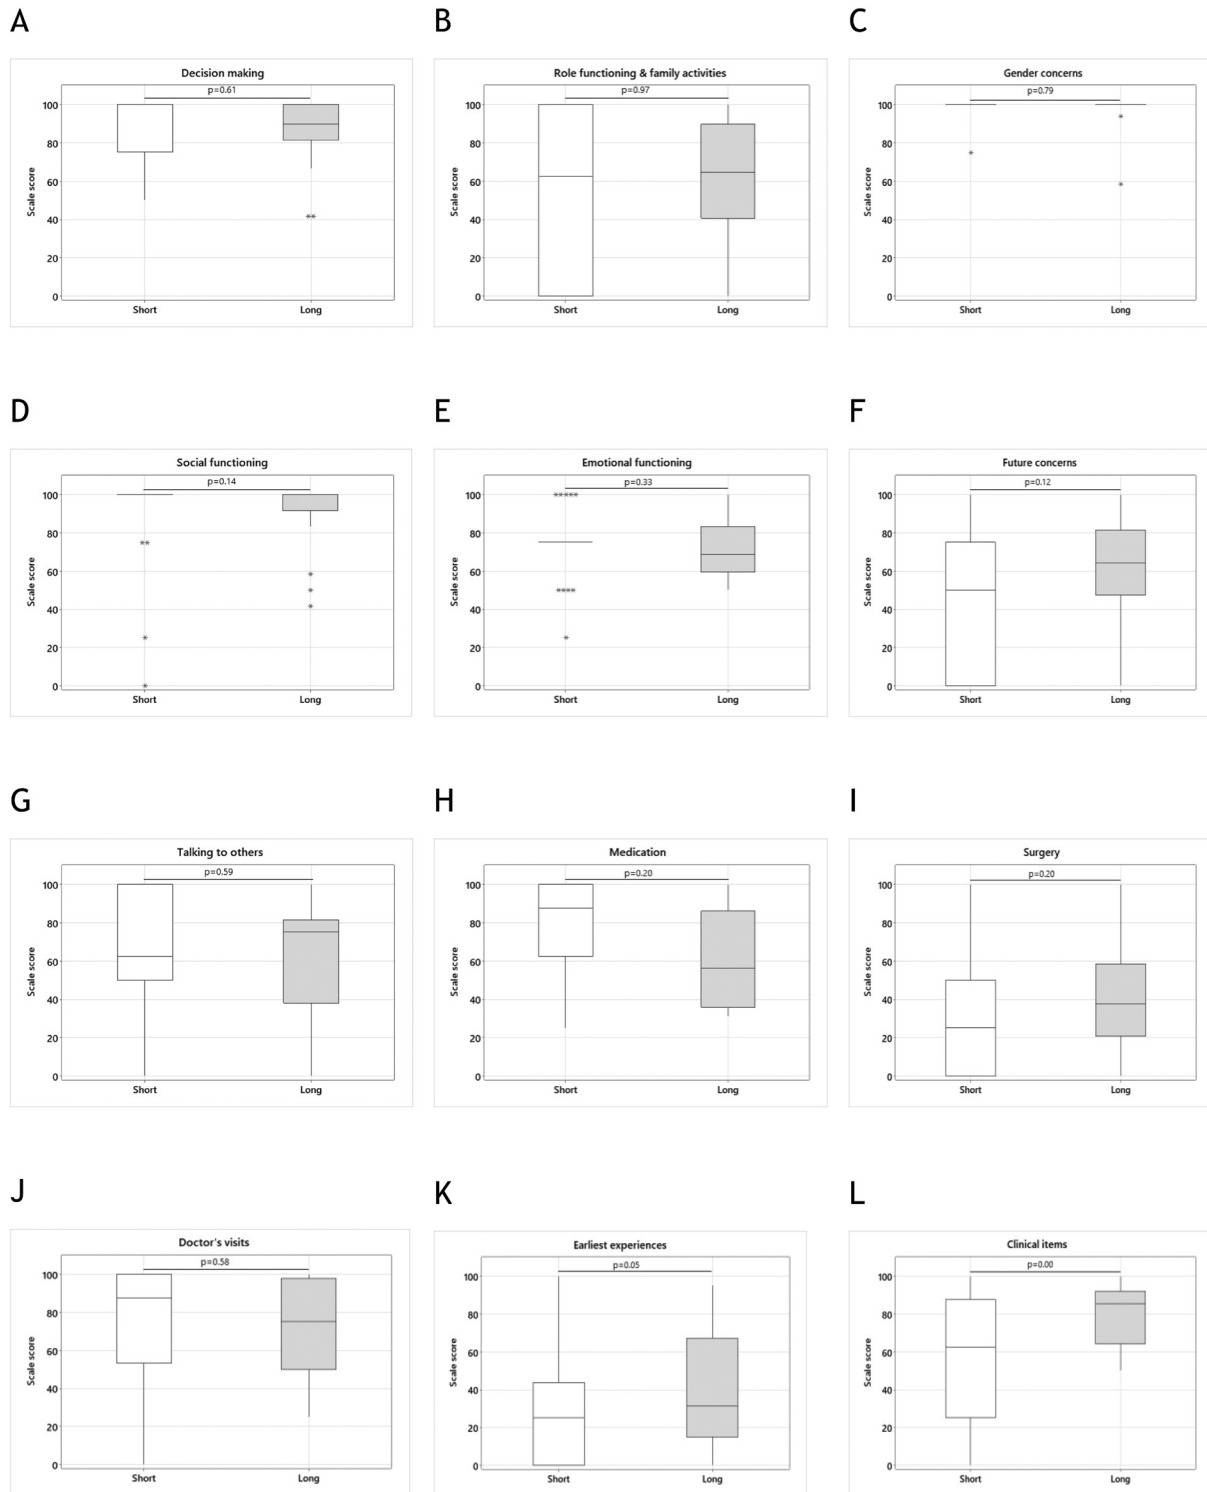 A
B
C
Decision making
Role functioning & family activities
Gender concerns
p=0.61
p=0.97
p=0.79
Scale score
100
80
60
40
20
0
Short
Long
**
Scale score
100
80
60
40
20
0
Short
Long
Scale score
100
80
60
40
20
0
*
*
*
Short
Long
D
E
F
Social functioning
Emotional functioning
Future concerns
p=0.14
p=0.33
p=0.12
Scale score
100
80
60
40
20
0
**
*
*
*
*
*
Short
Long
Scale score
100
80
60
40
20
0
*****
****
*
Short
Long
Scale score
100
80
60
40
20
0
Short
Long
G
H
I
Talking to others
Medication
Surgery
p=0.59
p=0.20
p=0.20
Scale score
100
80
60
40
20
0
Short
Long
Scale score
100
80
60
40
20
0
Short
Long
Scale score
100
80
60
40
20
0
Short
Long
J
K
L
Doctor's visits
Earliest experiences
Clinical items
p=0.58
p=0.05
p=0.00
Scale score
100
80
60
40
20
0
Short
Long
Scale score
100
80
60
40
20
0
Short
Long
Scale score
100
80
60
40
20
0
Short
Long